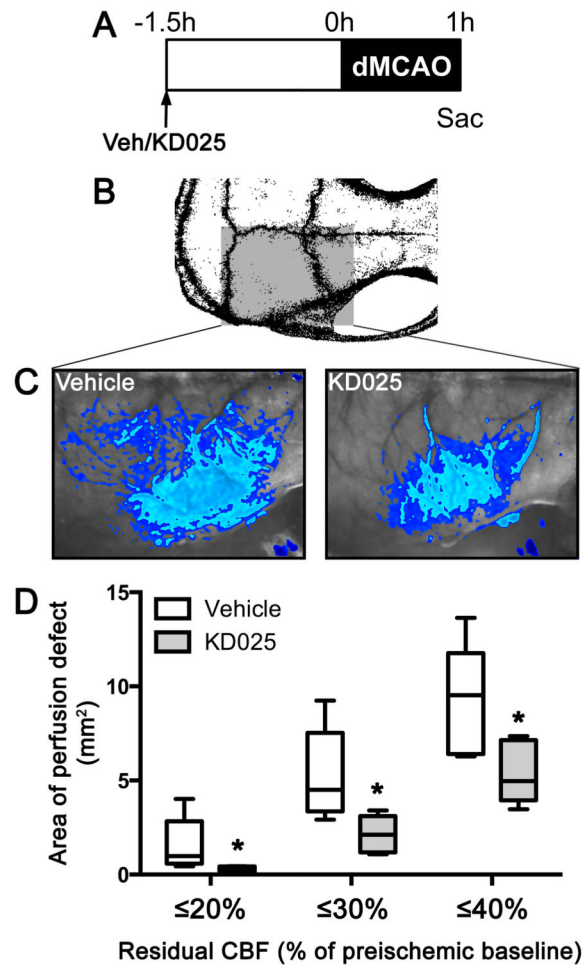 A
-1.5h 0h 1h
dMCAO
Veh/KD025
Sac
B
C
Vehicle
KD025
D
Area of perfusion defect
(mm²)
15
10
5
0
Vehicle
KD025
*
*
*
≤20% ≤30% ≤40%
Residual CBF (% of preischemic baseline)